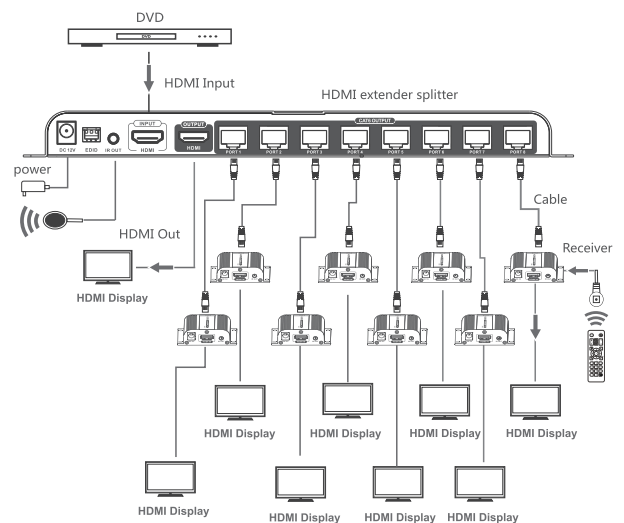 DVD
DVD
HDMI Input
HDMI extender splitter
INPUT
OUTPUT
CAT6 OUTPUT
DC 12V
EDID
IR OUT
HDMI
HDMI
PORT 1
PORT 2
PORT 3
PORT 4
PORT 5
PORT 6
PORT 7
PORT 8
power
Cable
HDMI Out
Receiver
HDMI Display
HDMI Display
HDMI Display
HDMI Display
HDMI Display
HDMI Display
HDMI Display
HDMI Display
HDMI Display